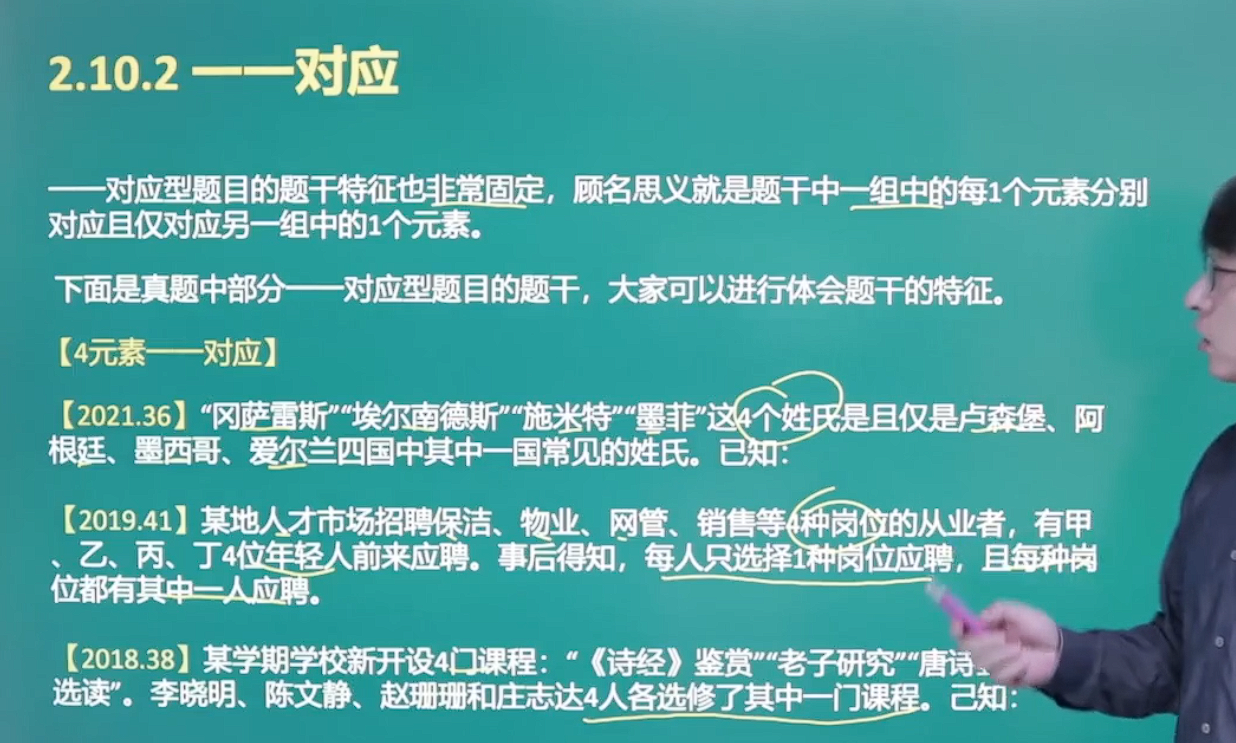 2.10.2 一一对应
一一对应型题目的题干特征也非常固定，顾名思义就是题干中一组中的每1个元素分别
对应且仅对应另一组中的1个元素。
下面是真题中部分一一对应型题目的题干，大家可以进行体会题干的特征。
【4元素一一对应】
【2021.36】“冈萨雷斯”“埃尔南德斯”“施米特”“墨菲”这4个姓氏是且仅是卢森堡、阿
根廷、墨西哥、爱尔兰四国中其中一国常见的姓氏。已知：
【2019.41】某地人才市场招聘保洁、物业、网管、销售等4种岗位的从业者，有甲
、乙、丙、丁4位年轻人前来应聘。事后得知，每人只选择1种岗位应聘，且每种岗
位都有其中一人应聘。
【2018.38】某学期学校新开设4门课程：“《诗经》鉴赏”“老子研究”“唐诗
选读”。李晓明、陈文静、赵珊珊和庄志达4人各选修了其中一门课程。己知：